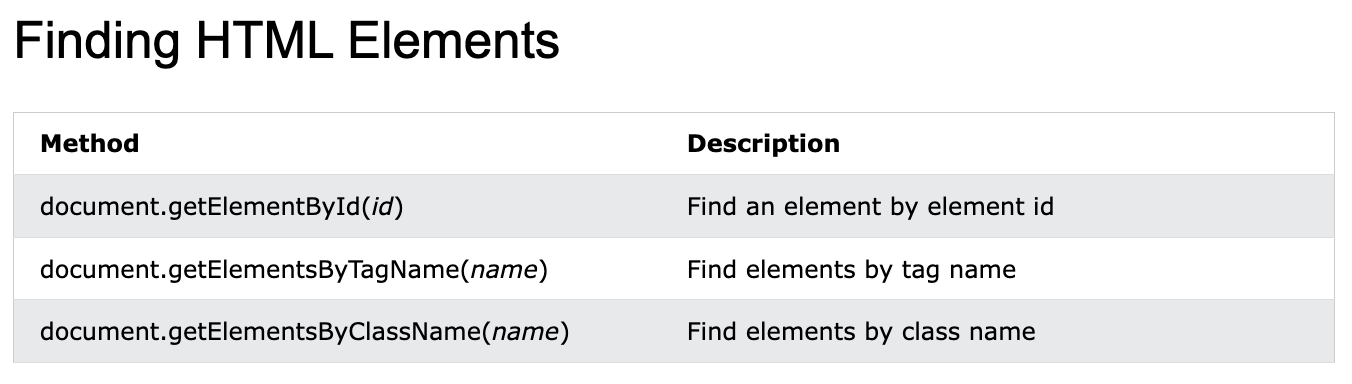 Finding HTML Elements
Method Description
document.getElementById(id) Find an element by element id
document.getElementsByTagName(name) Find elements by tag name
document.getElementsByClassName(name) Find elements by class name